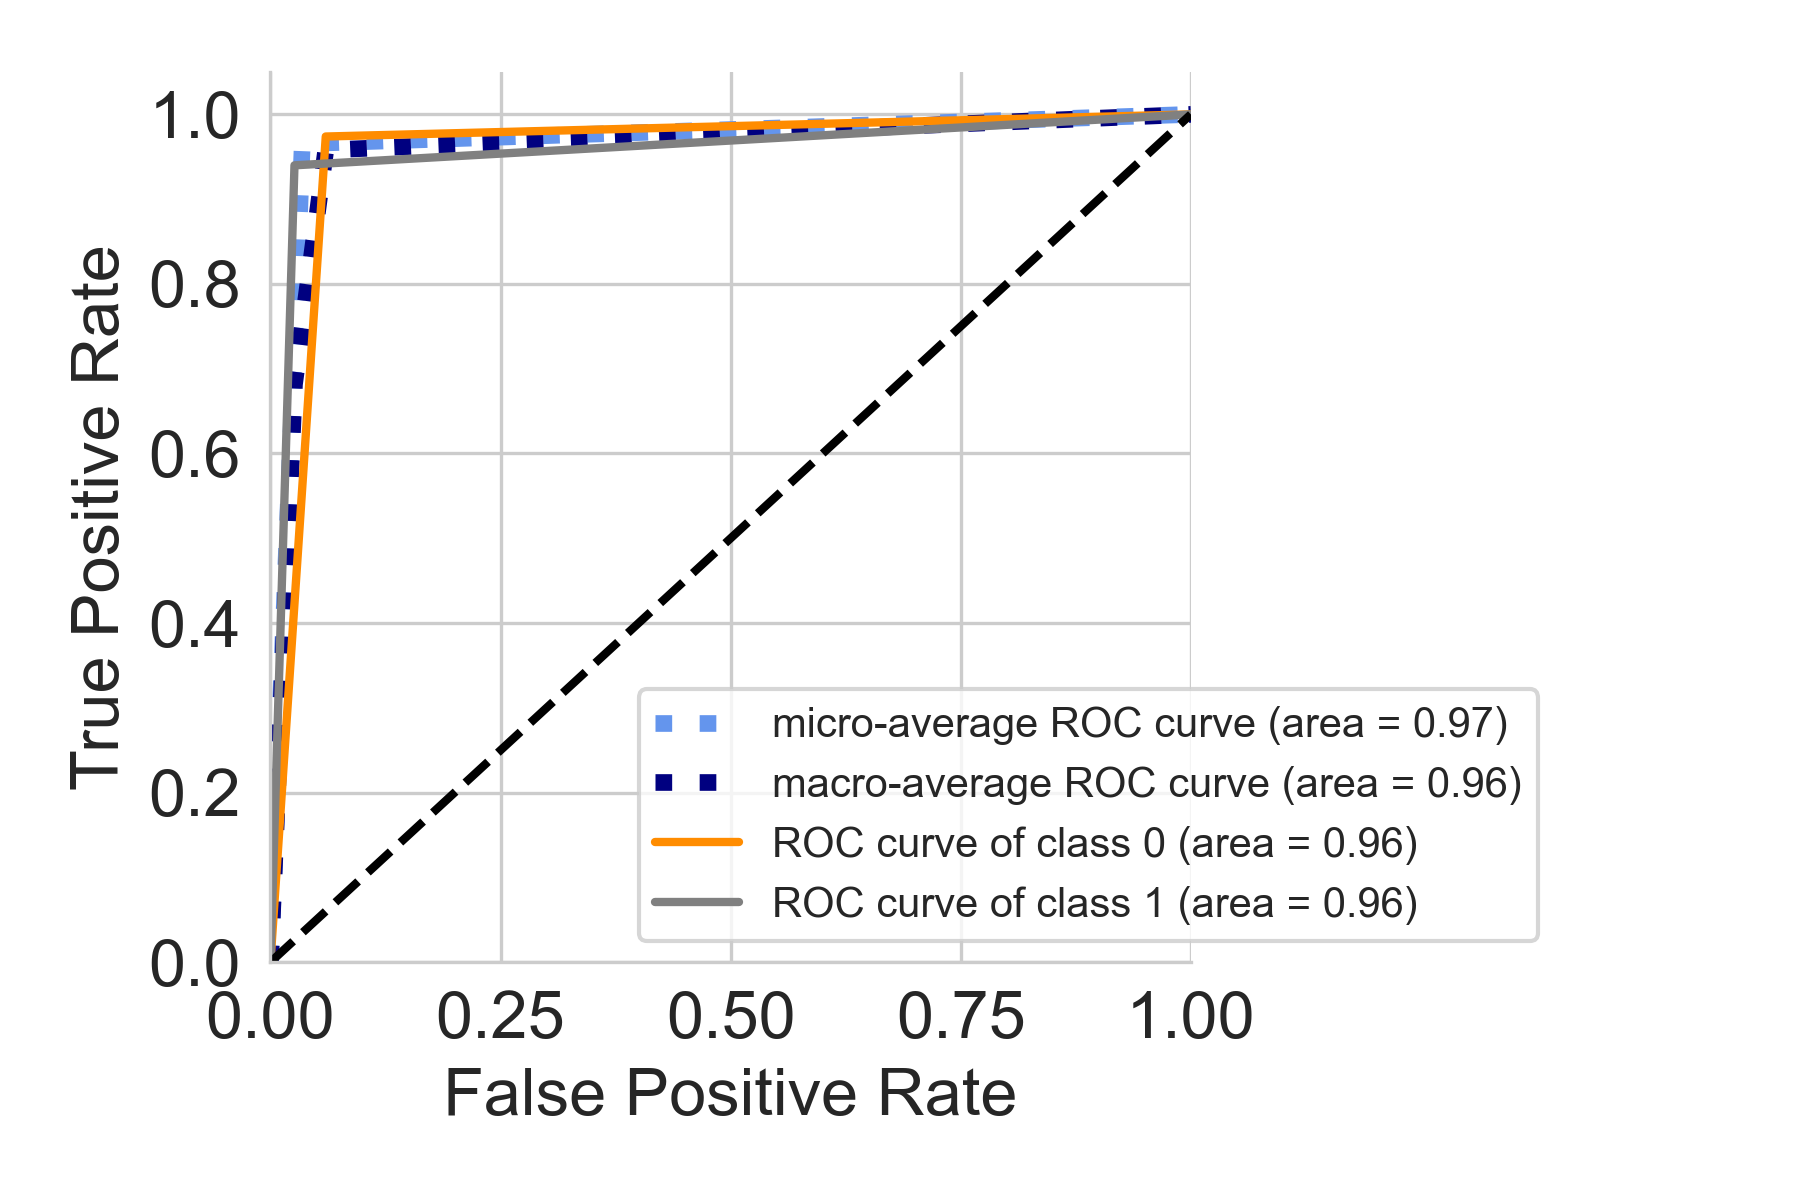 True Positive Rate
1.0
0.8
0.6
0.4
0.2
0.0
micro-average ROC curve (area = 0.97)
macro-average ROC curve (area = 0.96)
ROC curve of class 0 (area = 0.96)
ROC curve of class 1 (area = 0.96)
0.00 0.25 0.50 0.75 1.00
False Positive Rate